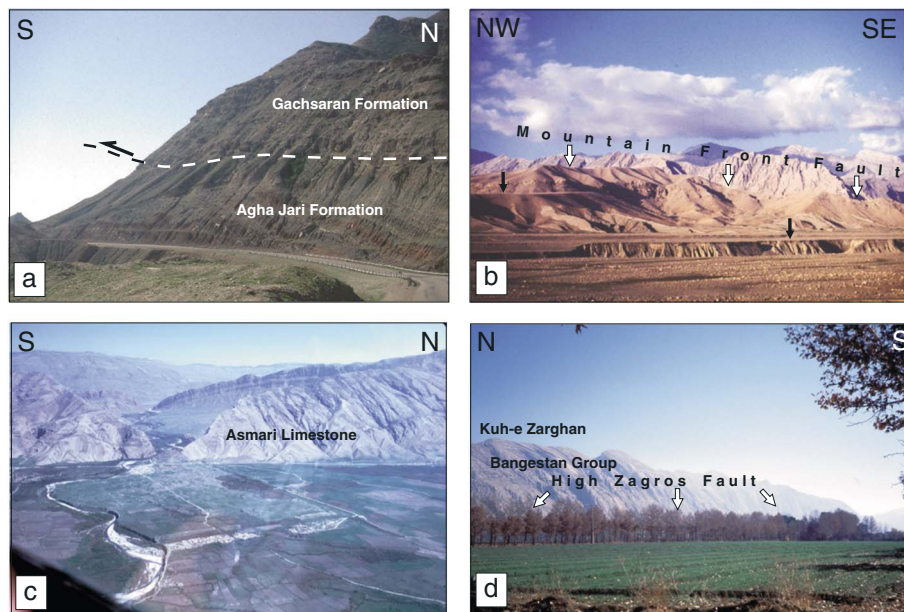 S
N
Gachsaran Formation
Agha Jari Formation
a
NW
SE
Mountain Front Fault
b
S
N
Asmari Limestone
c
N
S
Kuh-e Zarghan
Bangestan Group
High Zagros Fault
d